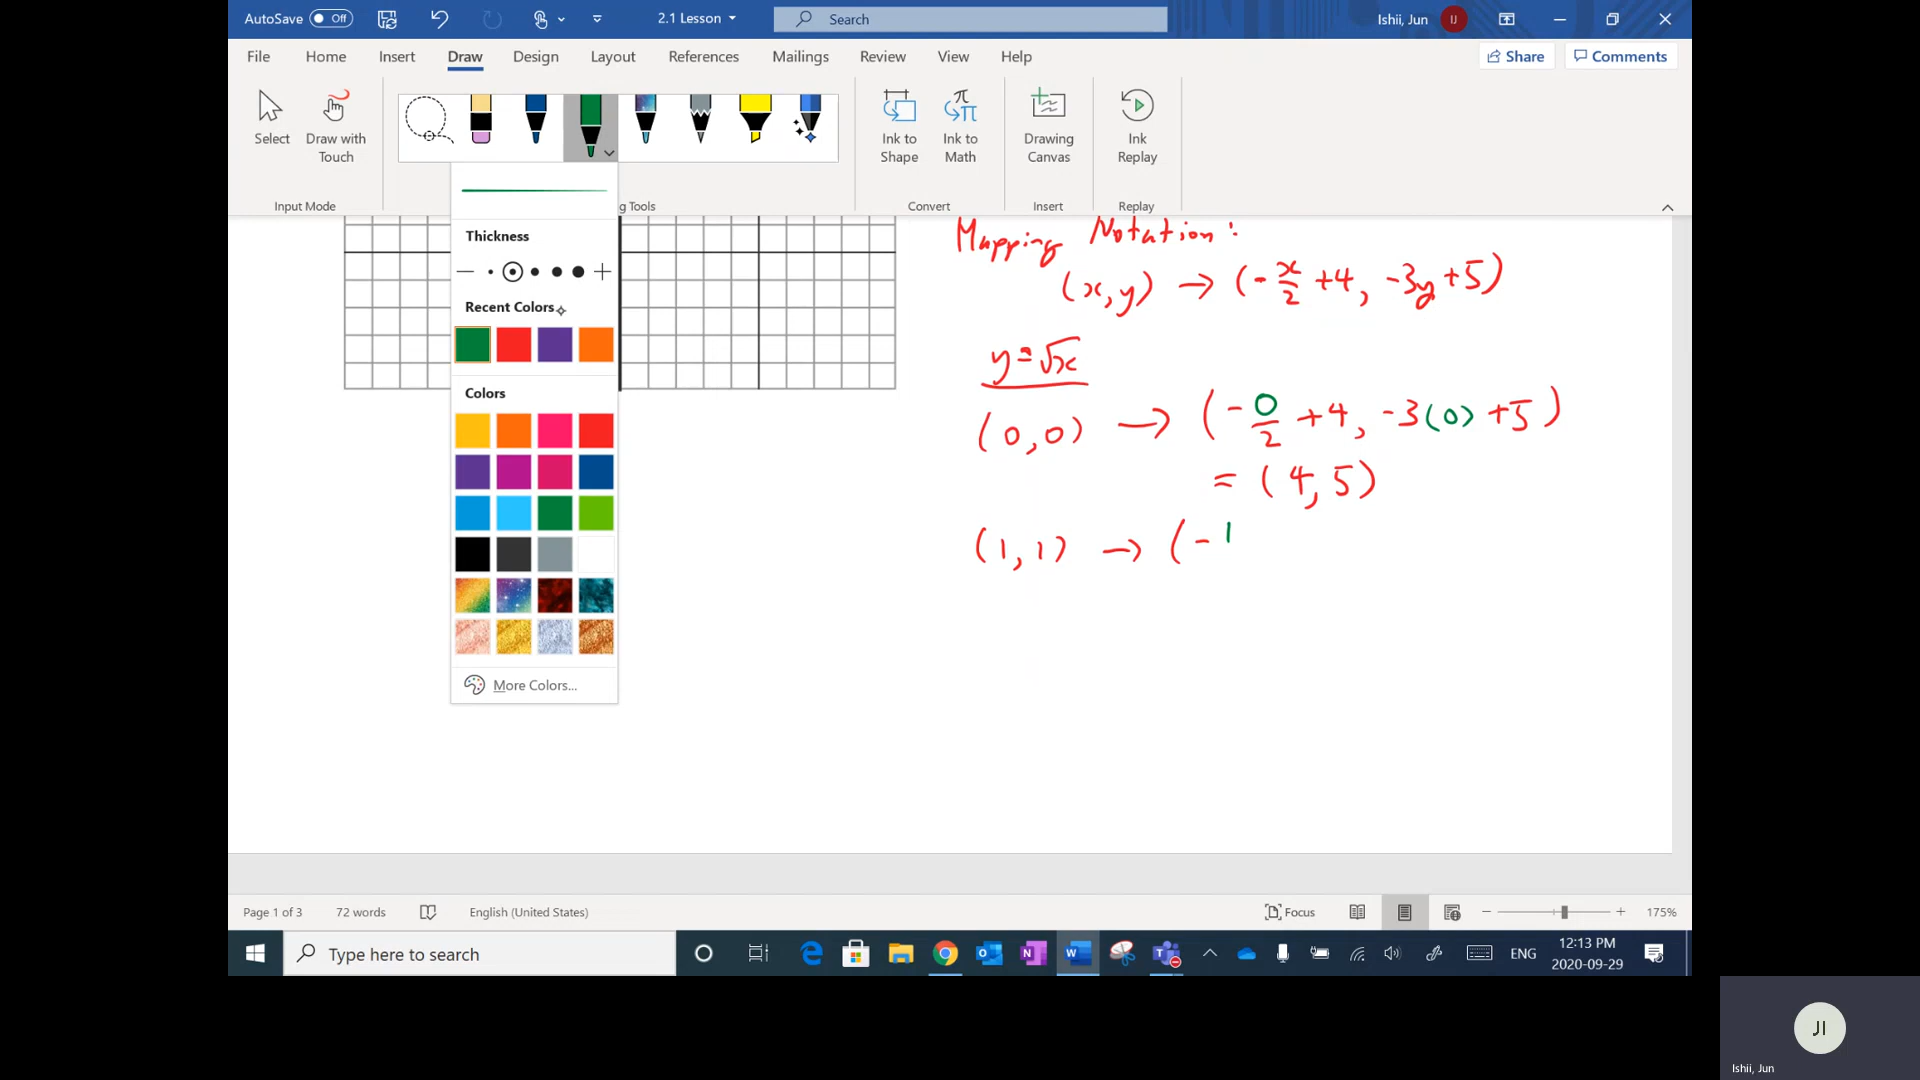 AutoSave Off 2.1 Lesson Search Ishii, Jun IJ
File Home Insert Draw Design Layout References Mailings Review View Help Share Comments
Select Draw with Touch Ink to Shape Ink to Math Drawing Canvas Ink Replay
Input Mode g Tools Convert Insert Replay
Thickness
Recent Colors
Colors
More Colors...
Mapping Notation:
(x, y) → (-x/2 +4, -3y +5)
y = √x
(0, 0) → (-0/2 +4, -3(0) +5)
= (4, 5)
(1, 1) → (- 1
Page 1 of 3 72 words English (United States) Focus 175%
Type here to search ENG 12:13 PM
2020-09-29
JI
Ishii, Jun